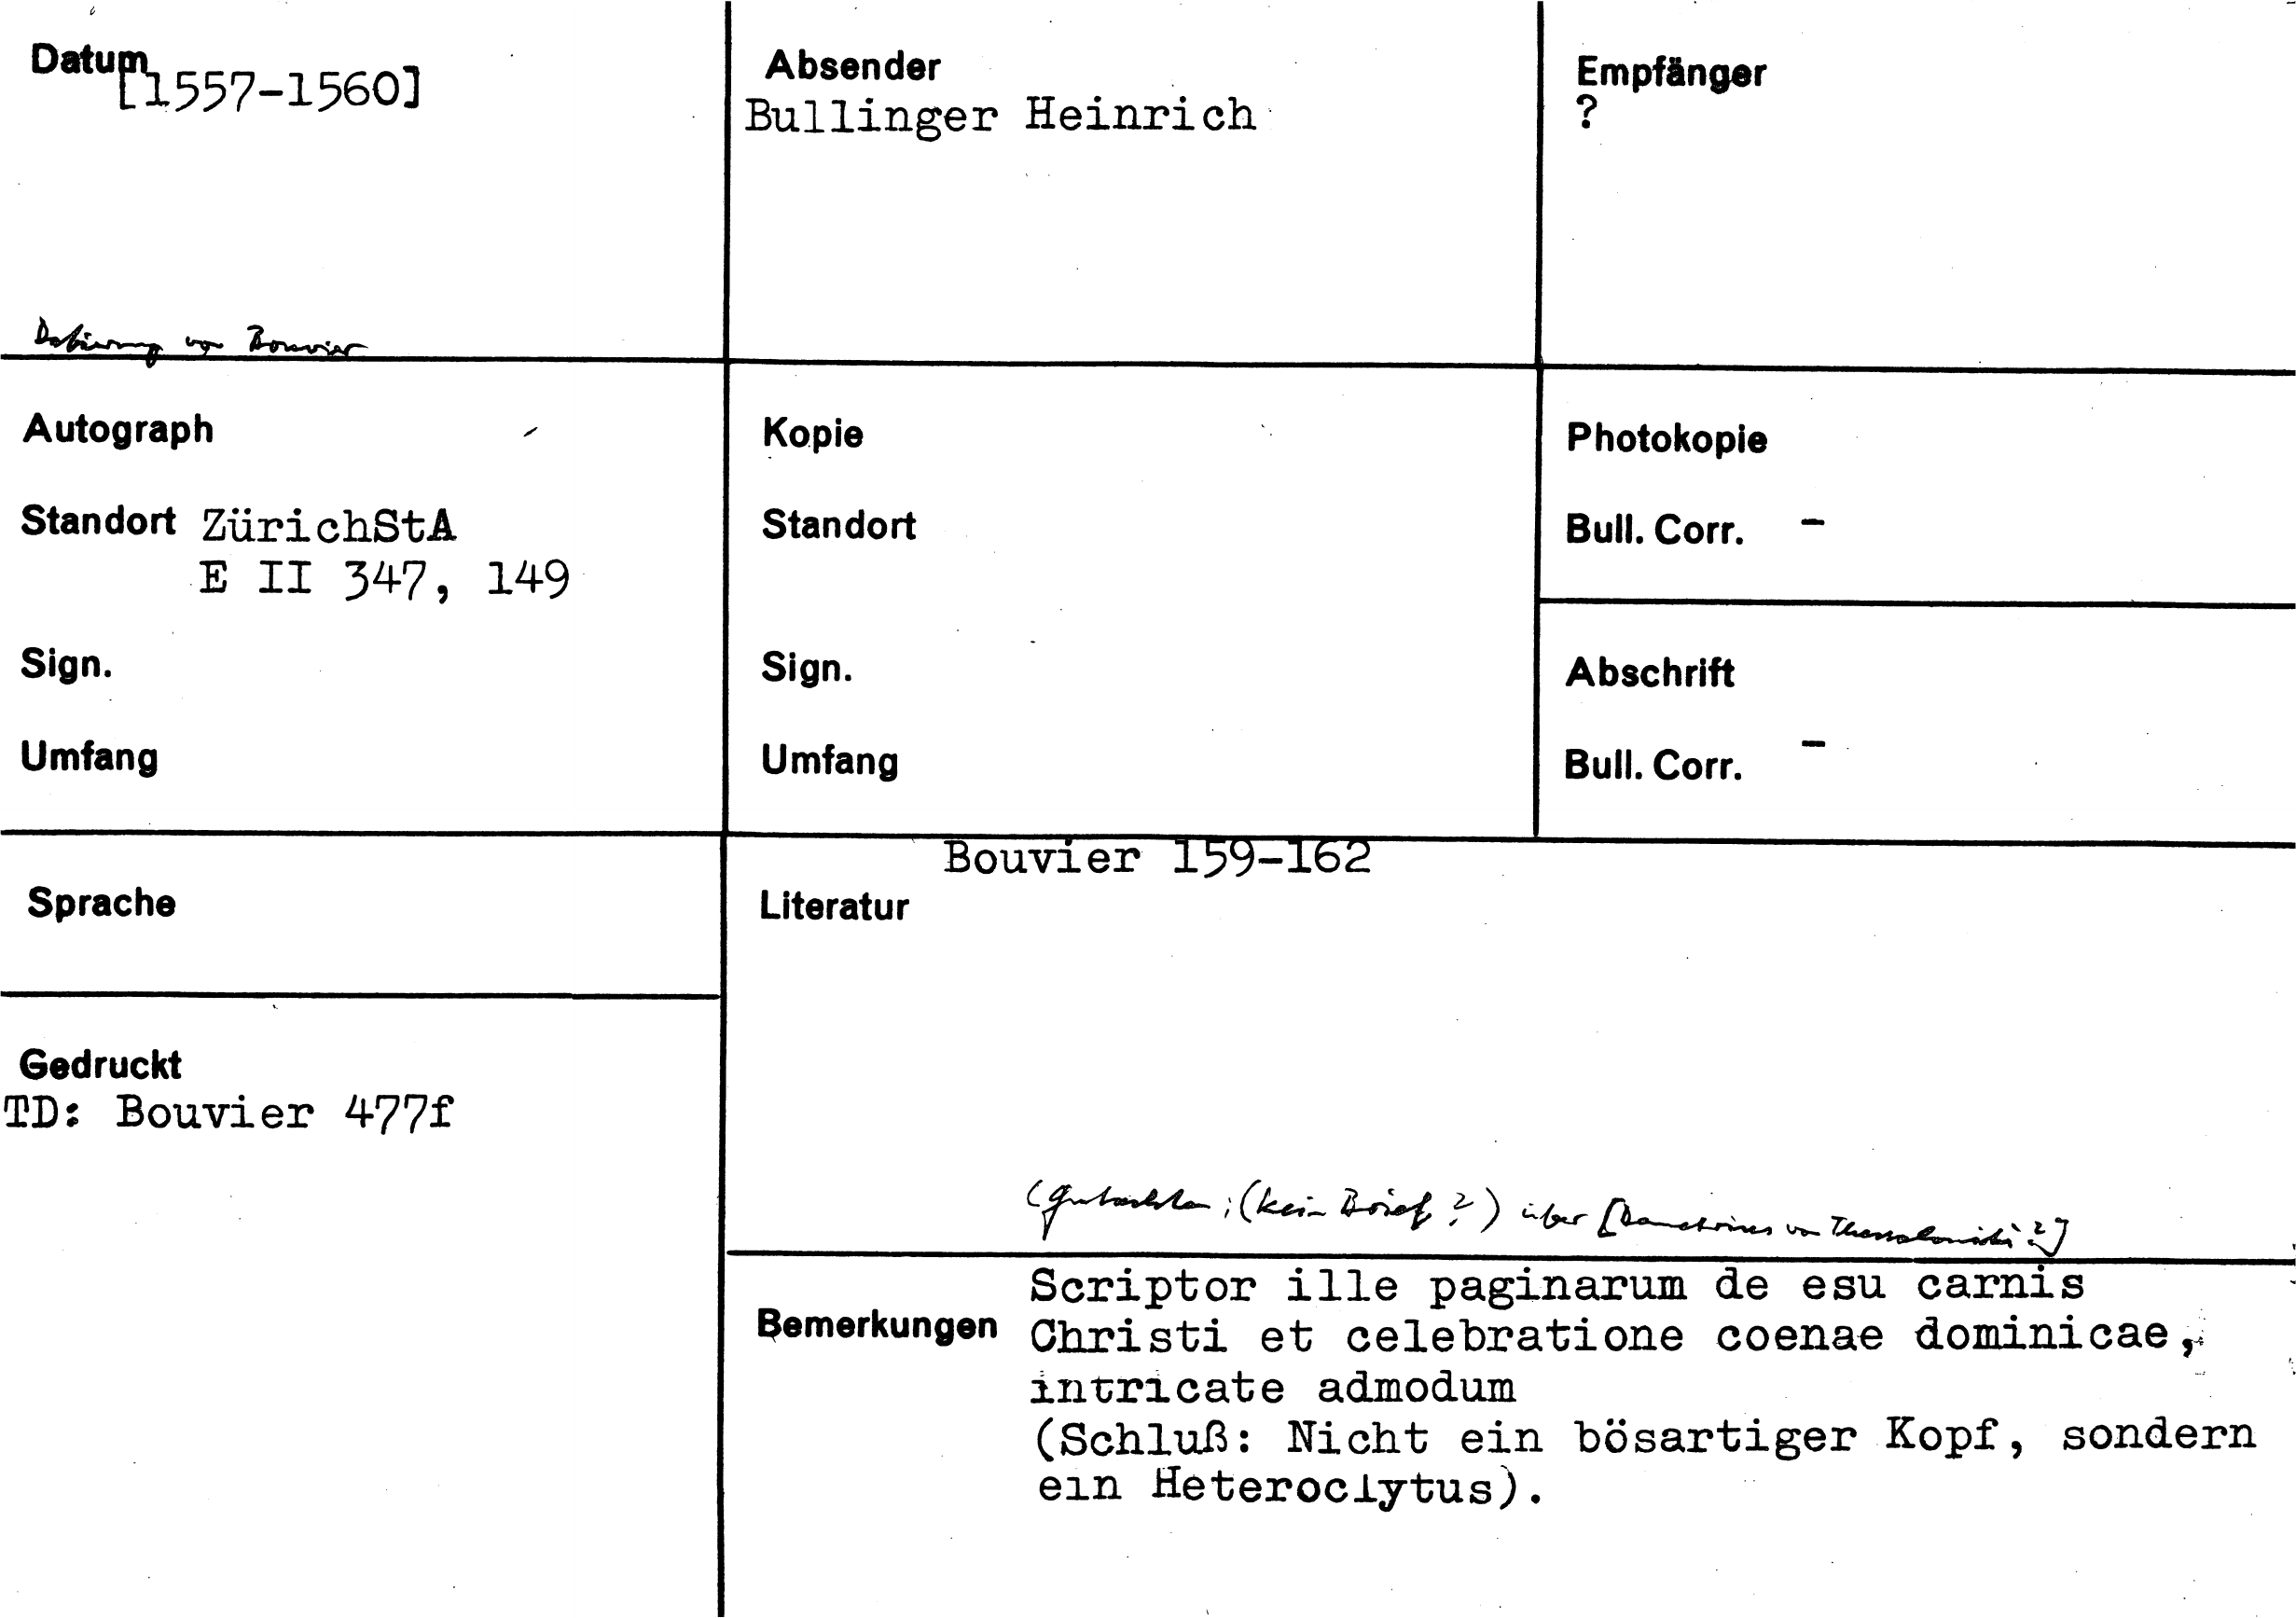 Datum
[1557-1560]
Datierung von Bouvier
Absender
Bullinger Heinrich
Empfänger
?
Autograph
Standort ZürichStA
E II 347, 149
Sign.
Umfang
Kopie
Standort
Sign.
Umfang
Photokopie
Bull. Corr. -
Abschrift
Bull. Corr. -
Sprache
Gedruckt
TD: Bouvier 477f
Bouvier 159-162
Literatur
(Gutachten; (kein Brief?) über [Demetrius von Thessaloniki?]
Bemerkungen
Scriptor ille paginarum de esu carnis
Christi et celebratione coenae dominicae,
intricate admodum
(Schluß: Nicht ein bösartiger Kopf, sondern
ein Heteroclytus).